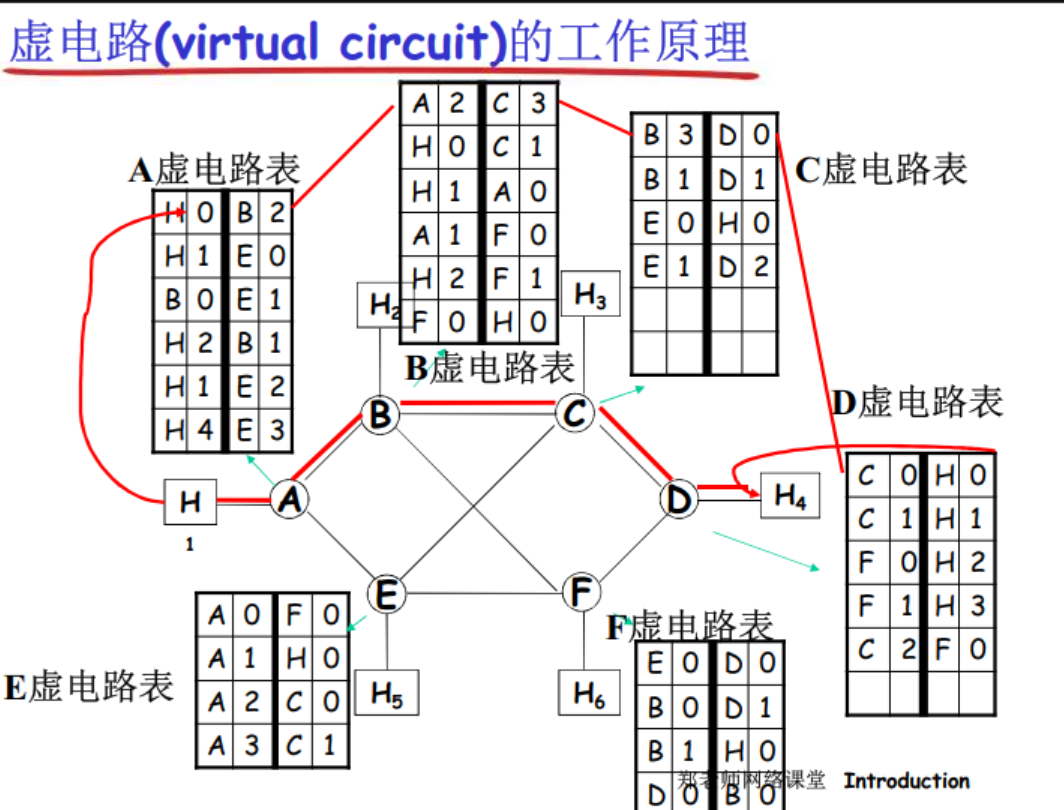 虚电路(virtual circuit)的工作原理
A虚电路表
H 0 B 2
H 1 E 0
B 0 E 1
H 2 B 1
H 1 E 2
H 4 E 3
A 2 C 3
H 0 C 1
H 1 A 0
A 1 F 0
H 2 F 1
F 0 H 0
B虚电路表
B 3 D 0
B 1 D 1
E 0 H 0
E 1 D 2
C虚电路表
H2
H3
B
C
D虚电路表
C 0 H 0
C 1 H 1
F 0 H 2
F 1 H 3
C 2 F 0
H
1
A
D
H4
E
F
A 0 F 0
A 1 H 0
A 2 C 0
A 3 C 1
E虚电路表
H5
H6
F虚电路表
E 0 D 0
B 0 D 1
B 1 H 0
D 0 B 0
郑老师网络课堂 Introduction